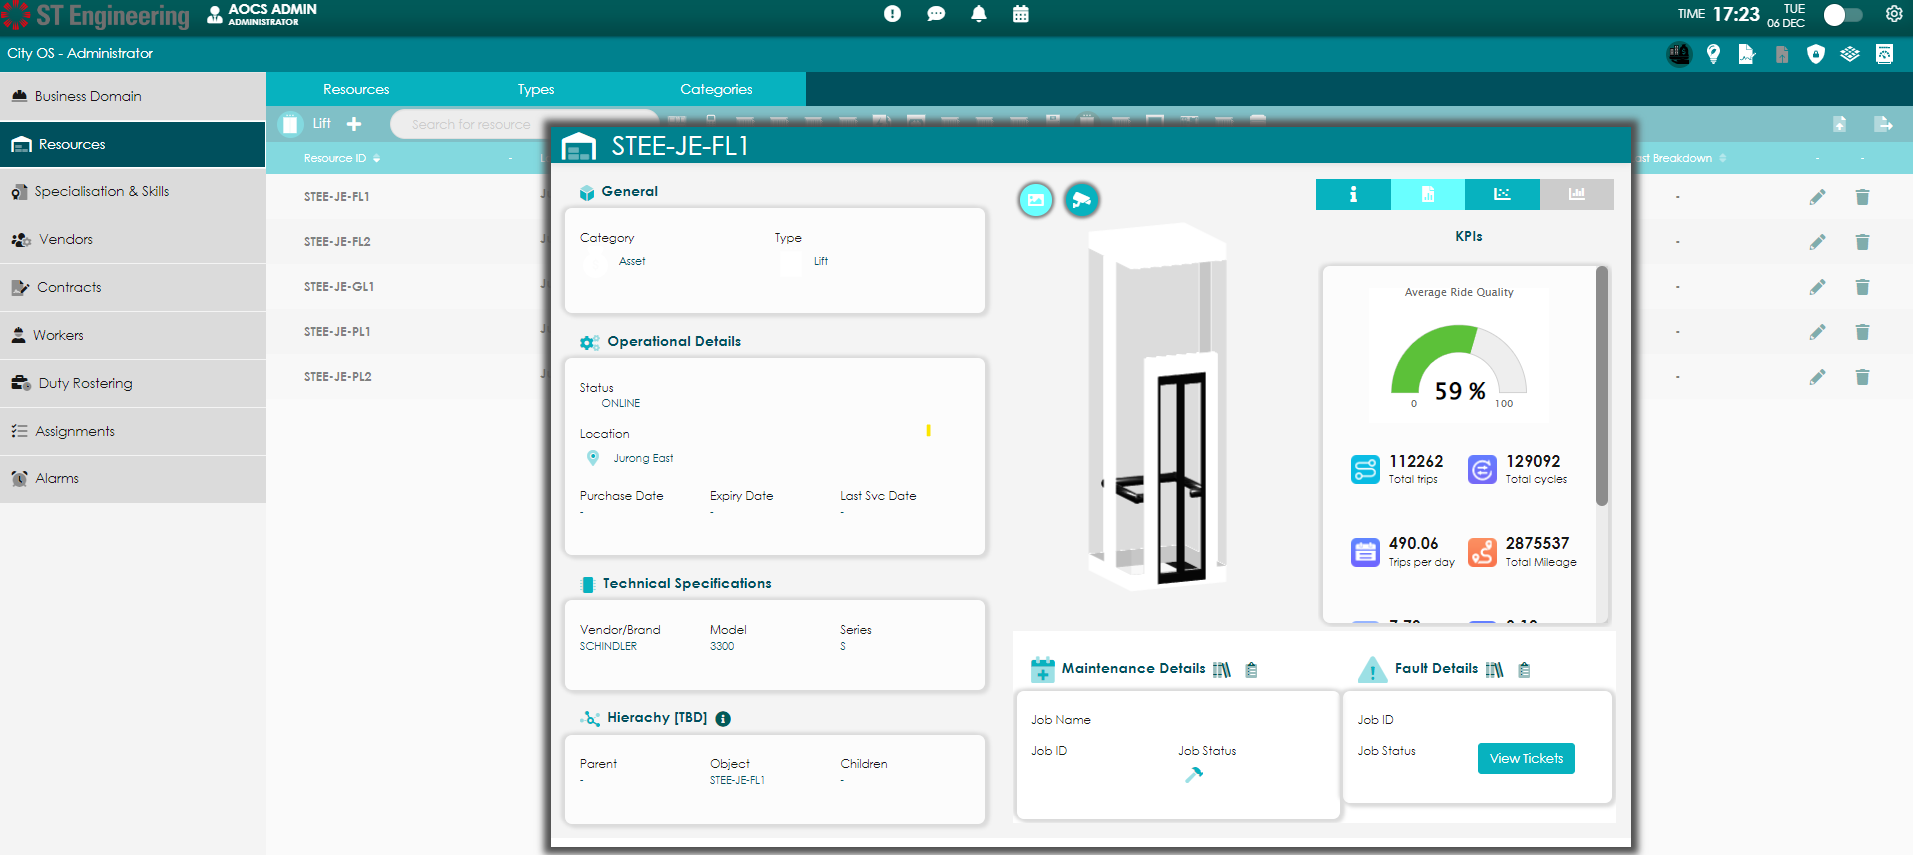 ST Engineering
AOCS ADMIN
ADMINISTRATOR
TIME 17:23
TUE
06 DEC
City OS - Administrator
Business Domain
Resources
Specialisation & Skills
Vendors
Contracts
Workers
Duty Rostering
Assignments
Alarms
Resources Types Categories
Lift
Search for resource
Resource ID
Breakdown
STEE-JE-FL1
STEE-JE-FL2
STEE-JE-GL1
STEE-JE-PL1
STEE-JE-PL2
STEE-JE-FL1
General
Category Type
Asset Lift
Operational Details
Status
ONLINE
Location
Jurong East
Purchase Date Expiry Date Last Svc Date
- - -
Technical Specifications
Vendor/Brand Model Series
SCHINDLER 3300 S
Hierachy [TBD]
Parent Object Children
- STEE-JE-FL1 -
KPIs
Average Ride Quality
59 %
0 100
112262 129092
Total trips Total cycles
490.06 2875537
Trips per day Total Mileage
Maintenance Details
Job Name
Job ID Job Status
Fault Details
Job ID
Job Status
View Tickets